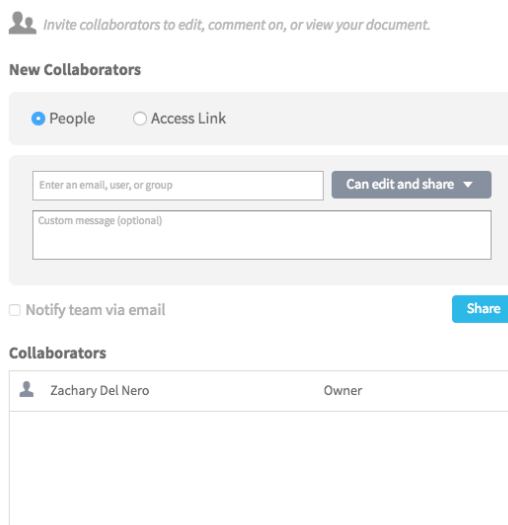 Invite collaborators to edit, comment on, or view your document.
New Collaborators
People Access Link
Enter an email, user, or group Can edit and share
Custom message (optional)
Notify team via email Share
Collaborators
Zachary Del Nero Owner